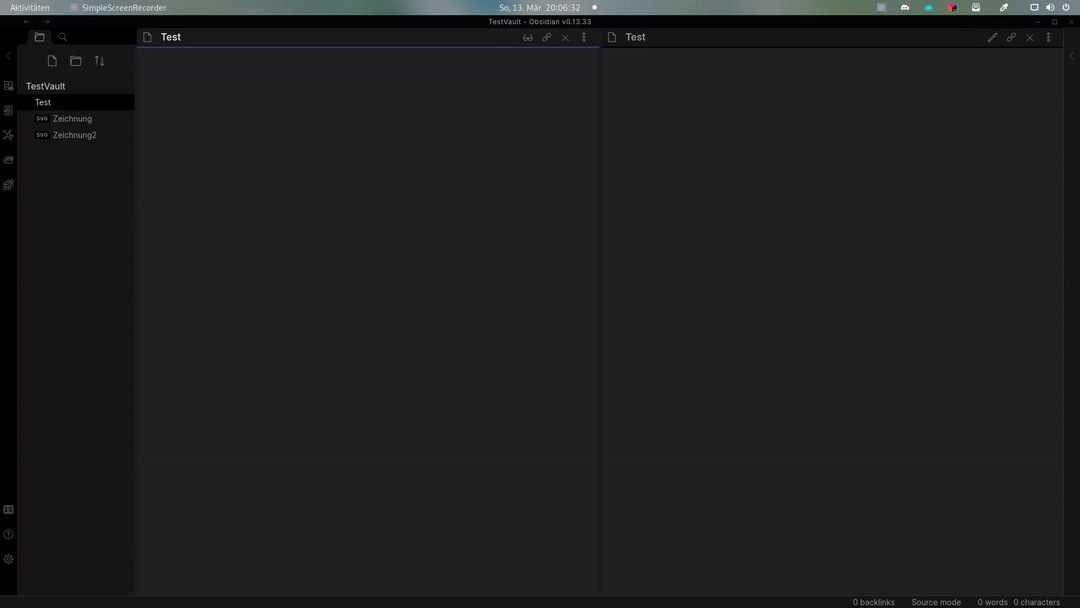 Aktivitäten SimpleScreenRecorder So, 13. Mär 20:06:32
TestVault - Obsidian v0.13.33
Test
Test
TestVault
Test
SVG Zeichnung
SVG Zeichnung2
0 backlinks Source mode 0 words 0 characters